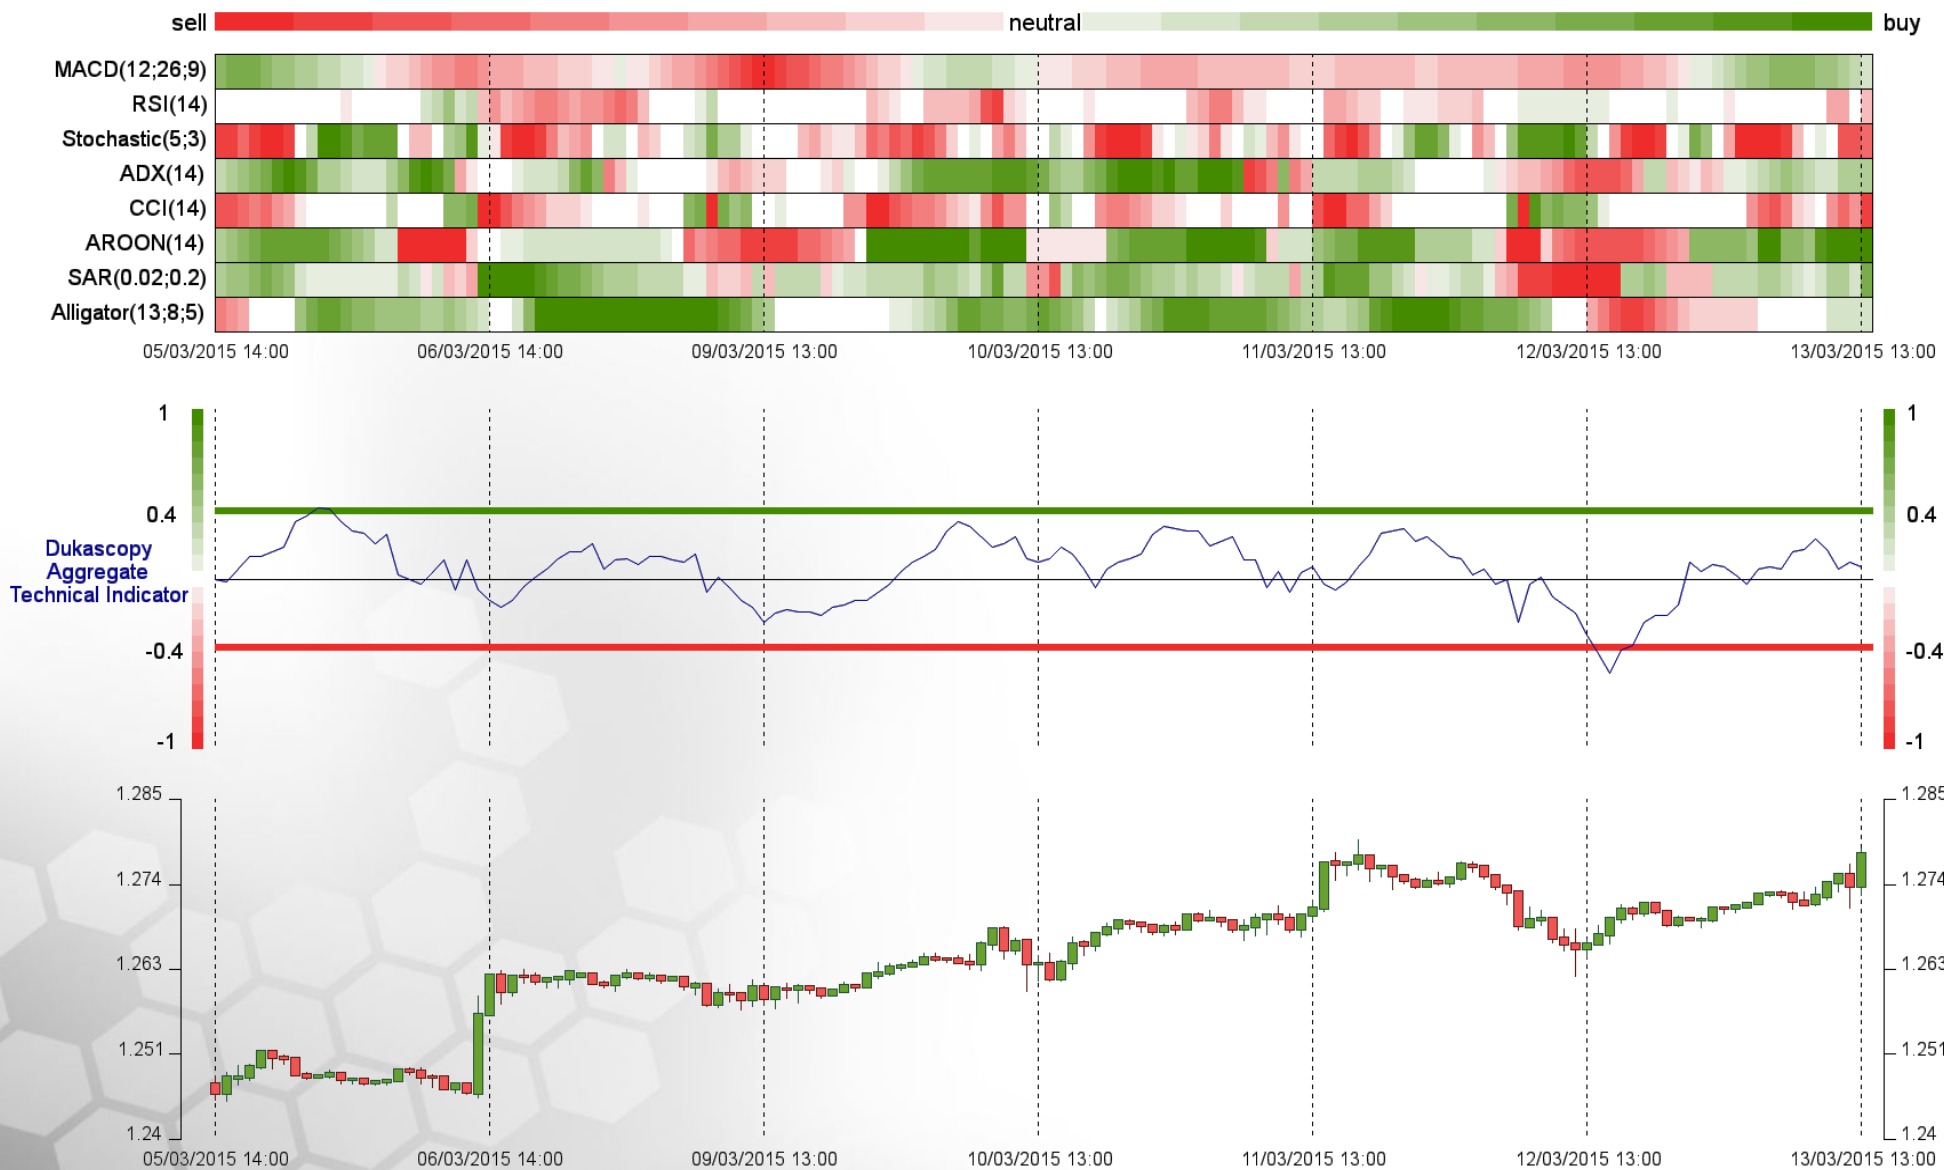 sell neutral buy
MACD(12;26;9)
RSI(14)
Stochastic(5;3)
ADX(14)
CCI(14)
AROON(14)
SAR(0.02;0.2)
Alligator(13;8;5)
05/03/2015 14:00 06/03/2015 14:00 09/03/2015 13:00 10/03/2015 13:00 11/03/2015 13:00 12/03/2015 13:00 13/03/2015 13:00
1 1
0.4 0.4
Dukascopy
Aggregate
Technical Indicator
-0.4 -0.4
-1 -1
1.285 1.285
1.274 1.274
1.263 1.263
1.251 1.251
1.24 1.24
05/03/2015 14:00 06/03/2015 14:00 09/03/2015 13:00 10/03/2015 13:00 11/03/2015 13:00 12/03/2015 13:00 13/03/2015 13:00